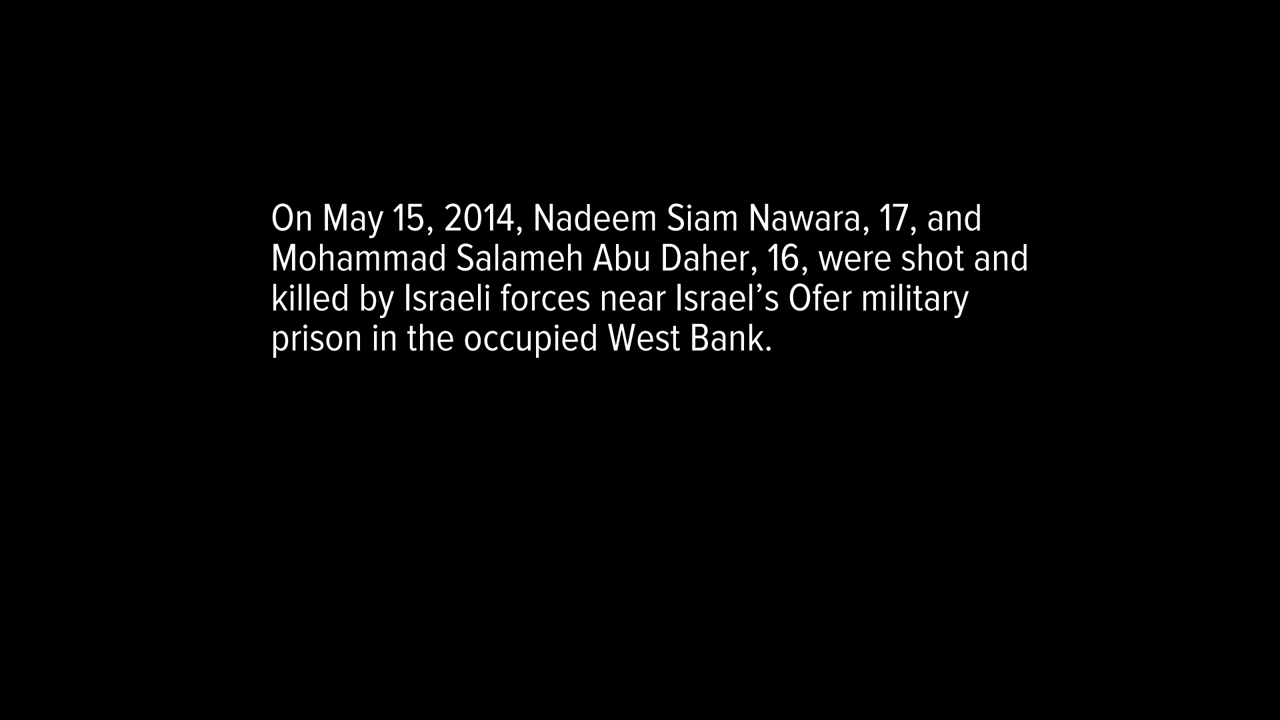 On May 15, 2014, Nadeem Siam Nawara, 17, and
Mohammad Salameh Abu Daher, 16, were shot and
killed by Israeli forces near Israel’s Ofer military
prison in the occupied West Bank.